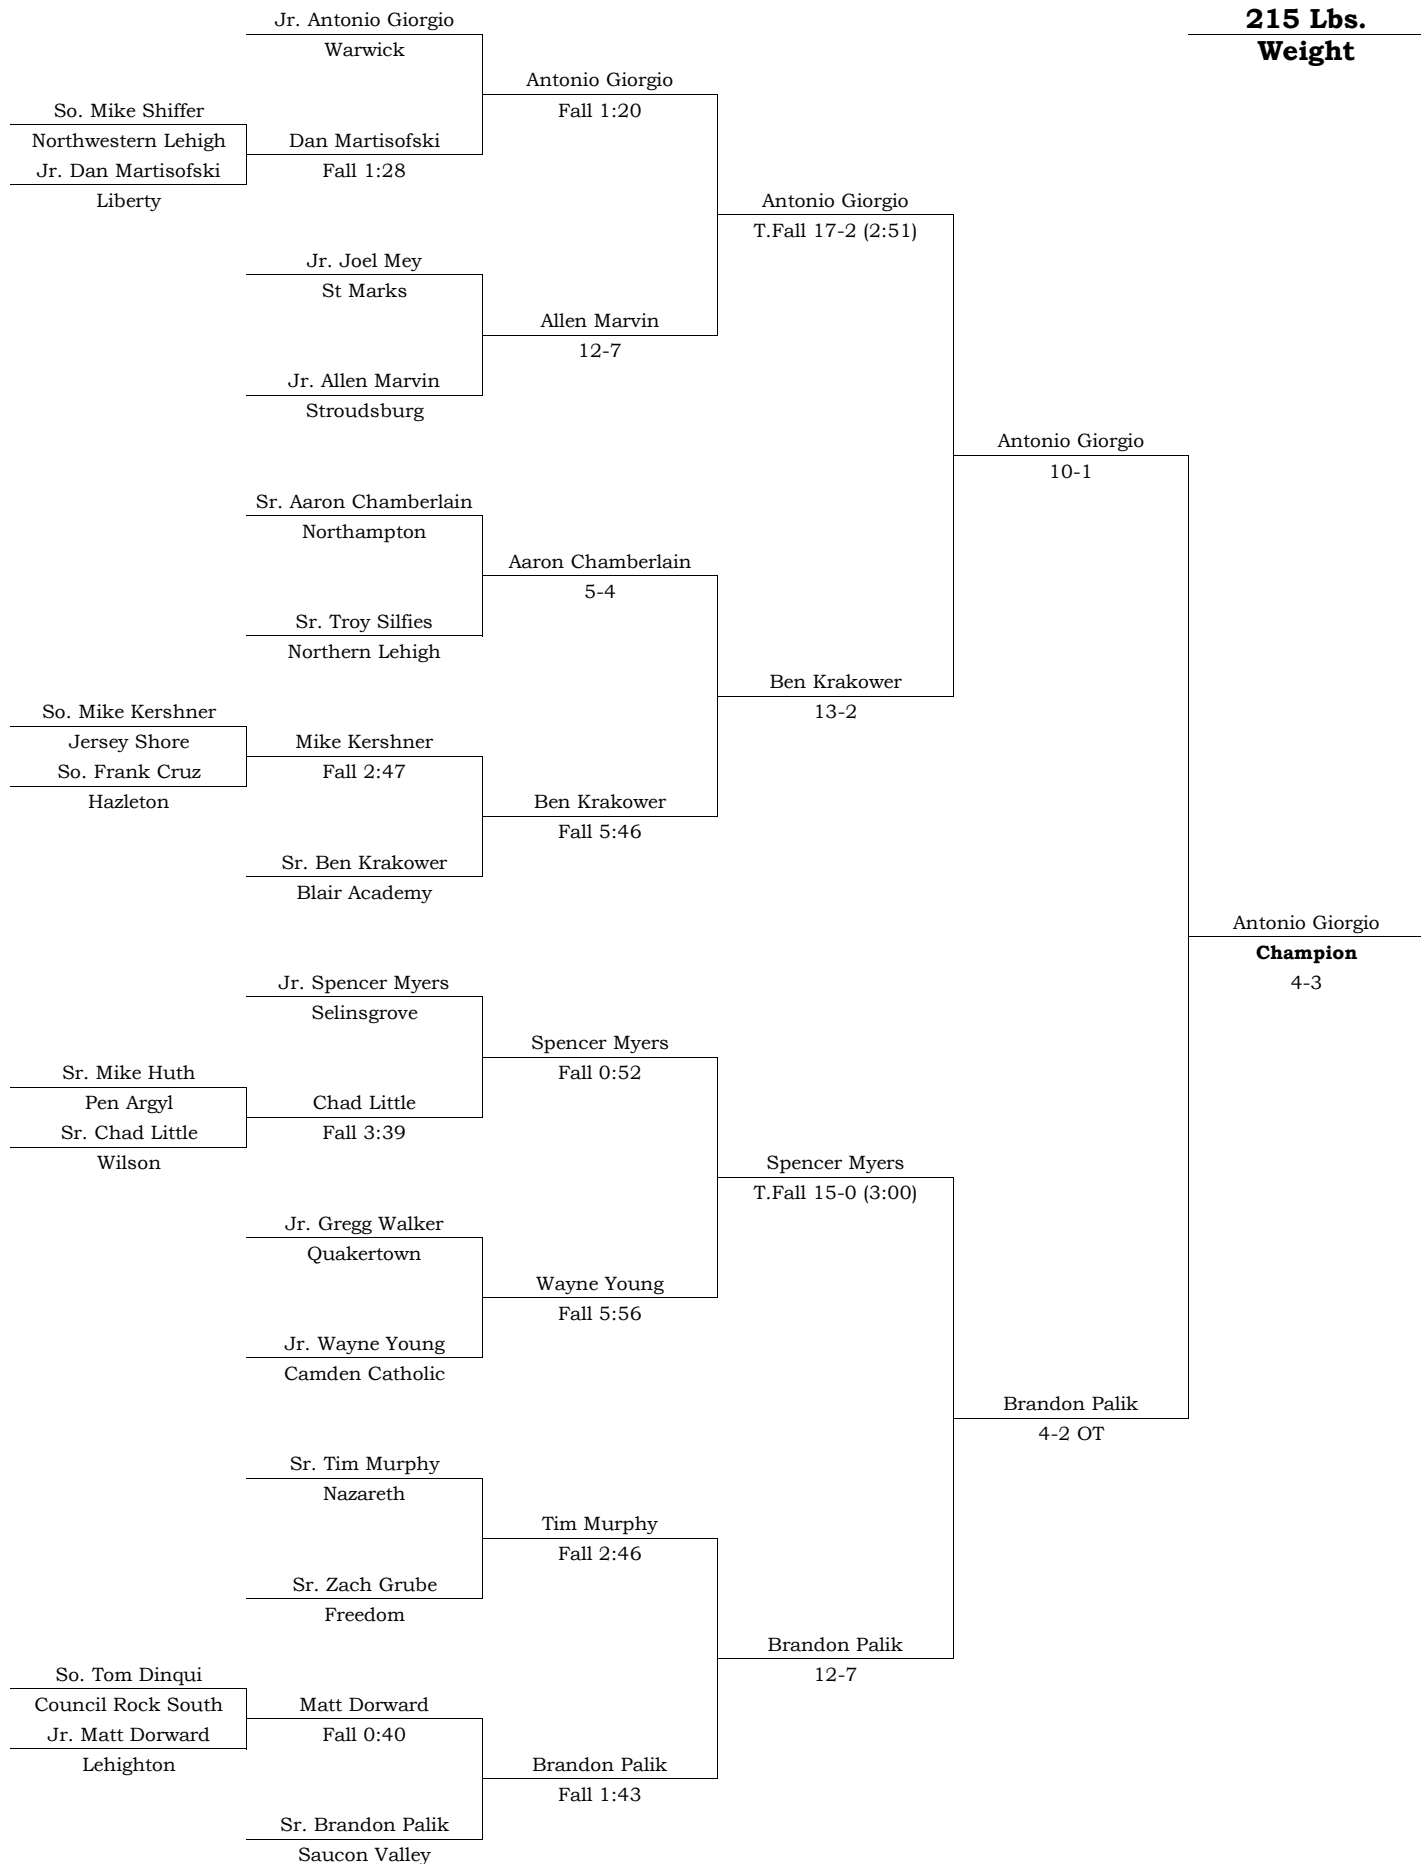 Jr. Antonio Giorgio
215 Lbs.
Warwick
Weight
Antonio Giorgio
So. Mike Shiffer
Fall 1:20
Northwestern Lehigh
Dan Martisofski
Jr. Dan Martisofski
Fall 1:28
Liberty
Antonio Giorgio
T.Fall 17-2 (2:51)
Jr. Joel Mey
St Marks
Allen Marvin
12-7
Jr. Allen Marvin
Stroudsburg
Antonio Giorgio
10-1
Sr. Aaron Chamberlain
Northampton
Aaron Chamberlain
5-4
Sr. Troy Silfies
Northern Lehigh
Ben Krakower
13-2
So. Mike Kershner
Jersey Shore
Mike Kershner
So. Frank Cruz
Fall 2:47
Hazleton
Ben Krakower
Fall 5:46
Sr. Ben Krakower
Blair Academy
Antonio Giorgio
Champion
4-3
Jr. Spencer Myers
Selinsgrove
Spencer Myers
Fall 0:52
Sr. Mike Huth
Pen Argyl
Chad Little
Sr. Chad Little
Fall 3:39
Wilson
Spencer Myers
T.Fall 15-0 (3:00)
Jr. Gregg Walker
Quakertown
Wayne Young
Fall 5:56
Jr. Wayne Young
Camden Catholic
Brandon Palik
4-2 OT
Sr. Tim Murphy
Nazareth
Tim Murphy
Fall 2:46
Sr. Zach Grube
Freedom
Brandon Palik
12-7
So. Tom Dinqui
Council Rock South
Matt Dorward
Jr. Matt Dorward
Fall 0:40
Lehighton
Brandon Palik
Fall 1:43
Sr. Brandon Palik
Saucon Valley